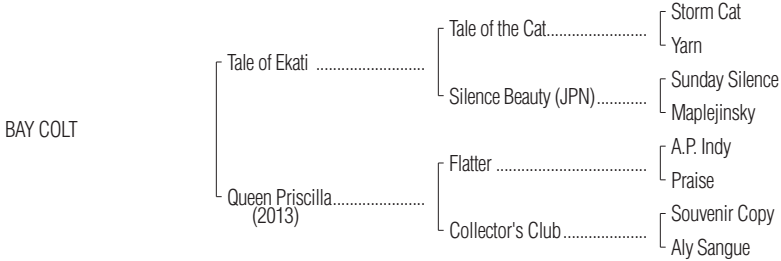 Storm Cat
Tale of the Cat........................
Yarn
Tale of Ekati ..........................
Sunday Silence
Silence Beauty (JPN)............
Maplejinsky
BAY COLT
A.P. Indy
Flatter ....................................
Praise
Queen Priscilla......................
(2013)
Souvenir Copy
Collector's Club....................
Aly Sangue